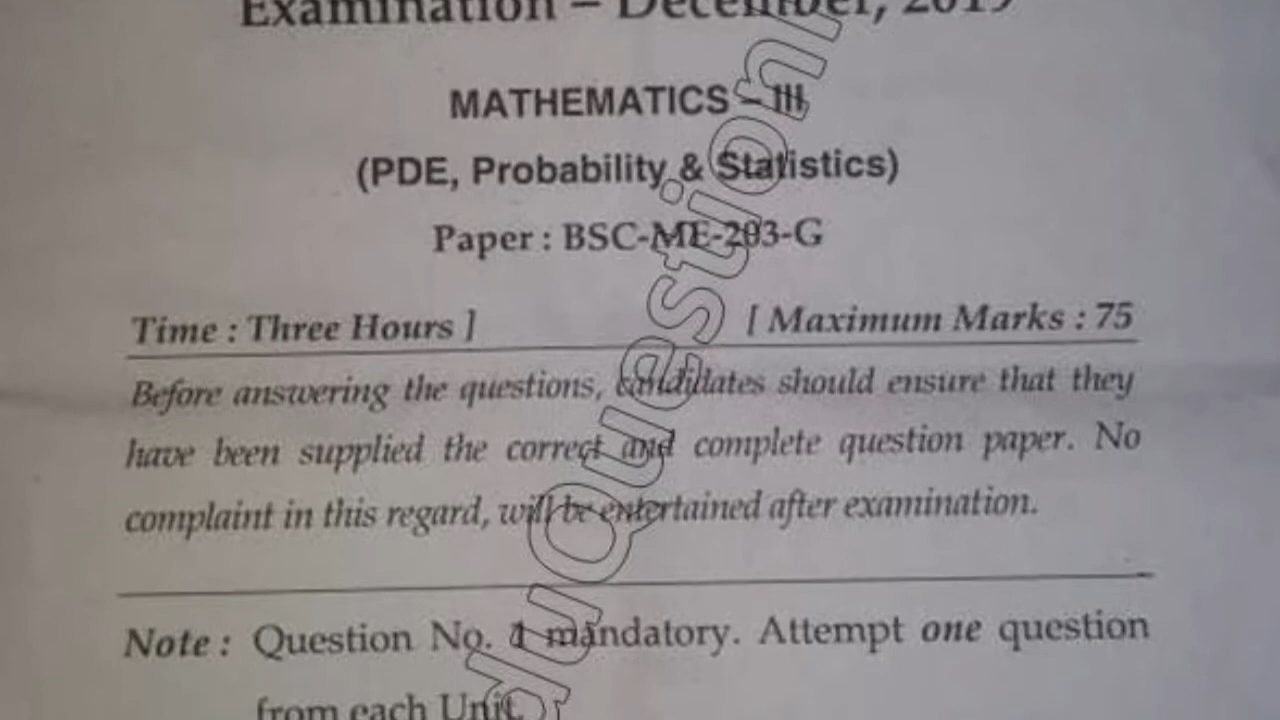 Examination – December, 2019
MATHEMATICS – III
(PDE, Probability & Statistics)
Paper : BSC-ME-203-G
Time : Three Hours ]    [ Maximum Marks : 75
Before answering the questions, candidates should ensure that they
have been supplied the correct and complete question paper. No
complaint in this regard, will be entertained after examination.
Note : Question No. 1 mandatory. Attempt one question
from each Unit.
duQuestion